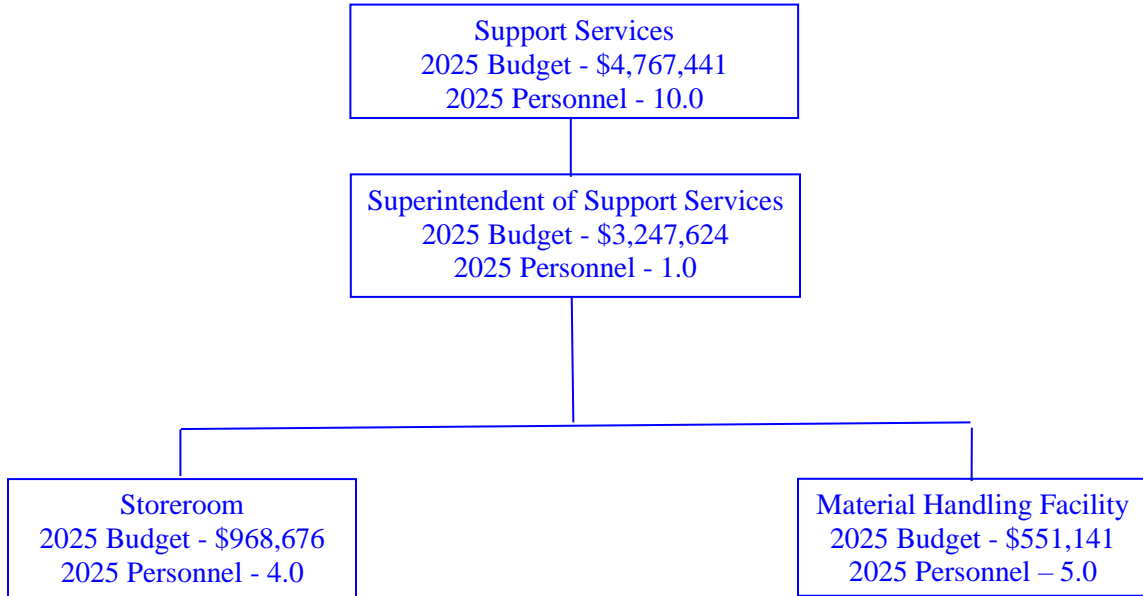 Support Services
2025 Budget - $4,767,441
2025 Personnel - 10.0
Superintendent of Support Services
2025 Budget - $3,247,624
2025 Personnel - 1.0
Storeroom
2025 Budget - $968,676
2025 Personnel - 4.0
Material Handling Facility
2025 Budget - $551,141
2025 Personnel – 5.0